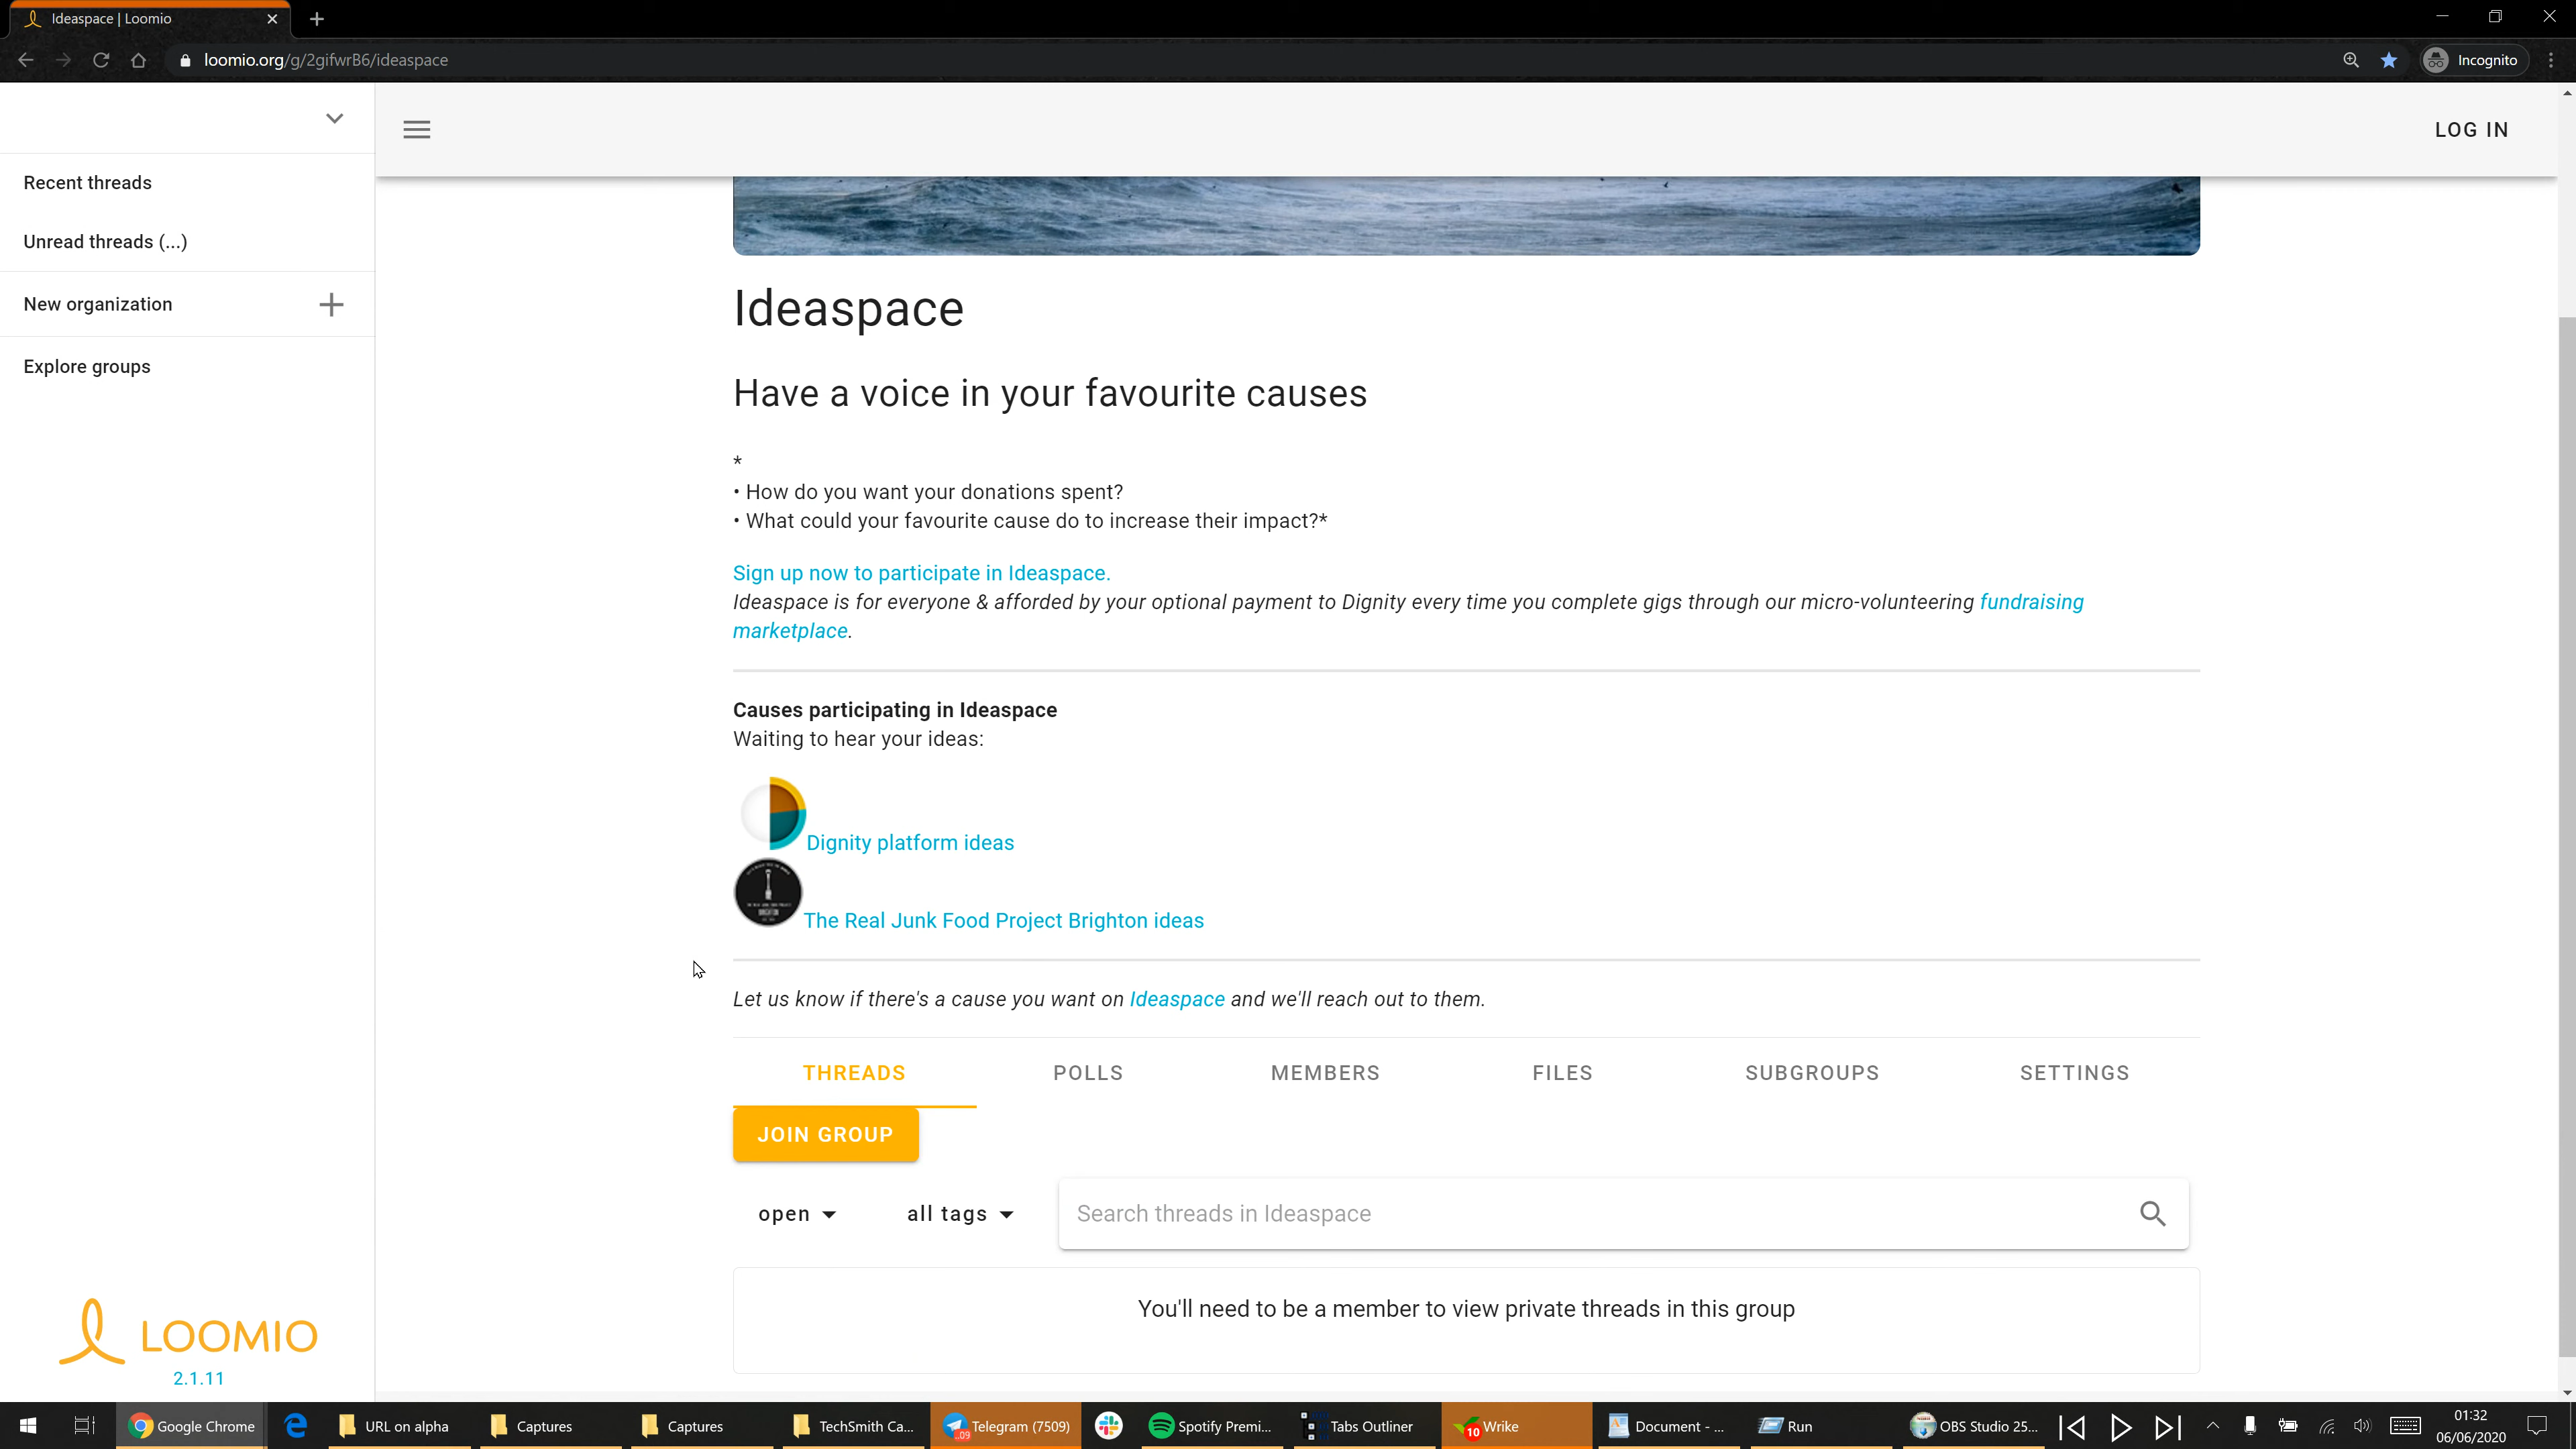 Ideaspace | Loomio
loomio.org/g/2gifwrB6/ideaspace
Incognito
LOG IN
Recent threads
Unread threads (...)
New organization
Explore groups
Ideaspace
Have a voice in your favourite causes
*
• How do you want your donations spent?
• What could your favourite cause do to increase their impact?*
Sign up now to participate in Ideaspace.
Ideaspace is for everyone & afforded by your optional payment to Dignity every time you complete gigs through our micro-volunteering fundraising
marketplace.
Causes participating in Ideaspace
Waiting to hear your ideas:
Dignity platform ideas
BRIGHTON
The Real Junk Food Project Brighton ideas
Let us know if there's a cause you want on Ideaspace and we'll reach out to them.
THREADS POLLS MEMBERS FILES SUBGROUPS SETTINGS
JOIN GROUP
open all tags Search threads in Ideaspace
You'll need to be a member to view private threads in this group
LOOMIO
2.1.11
Google Chrome URL on alpha Captures Captures TechSmith Ca... Telegram (7509) Spotify Premi... Tabs Outliner 10 Wrike Document - ... Run OBS Studio 25...
01:32
06/06/2020